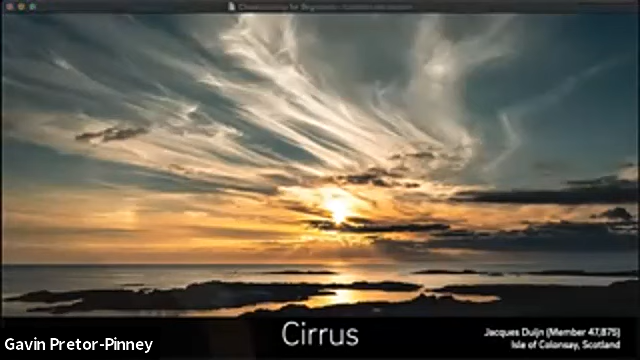 Cirrus
Jacques Duijn (Member 47,875)
Isle of Colonsay, Scotland
Gavin Pretor-Pinney